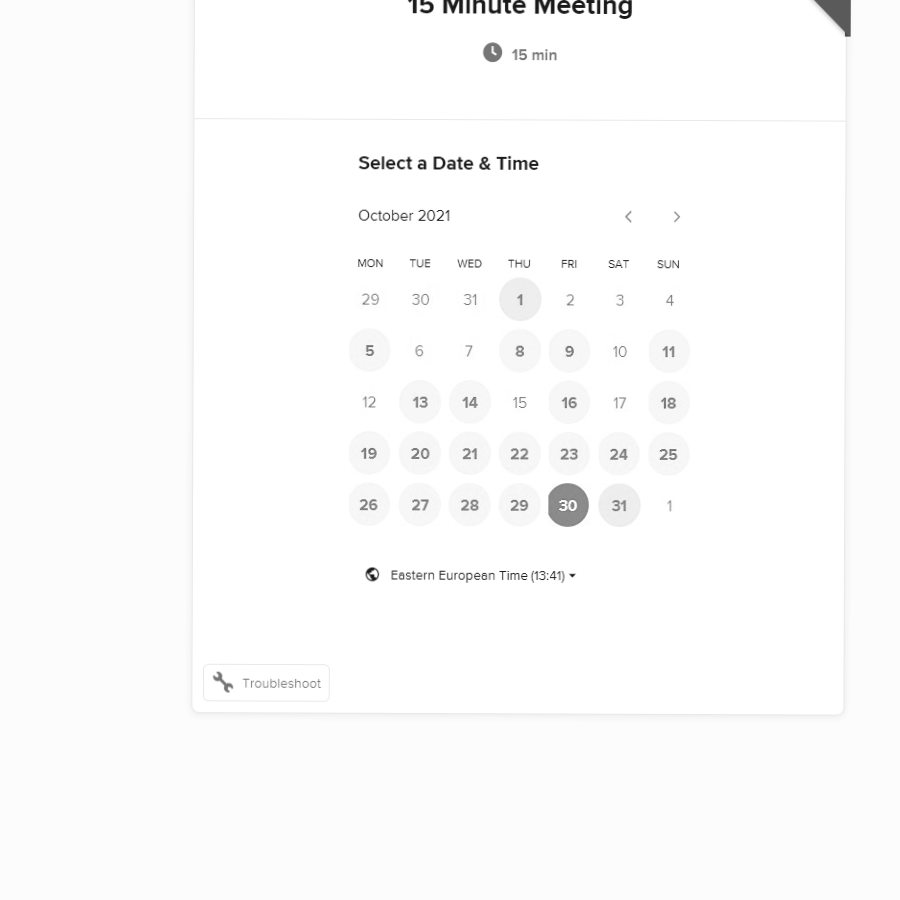 15 Minute Meeting
15 min
Select a Date & Time
October 2021
MON TUE WED THU FRI SAT SUN
29 30 31 1 2 3 4
5 6 7 8 9 10 11
12 13 14 15 16 17 18
19 20 21 22 23 24 25
26 27 28 29 30 31 1
Eastern European Time (13:41)
Troubleshoot